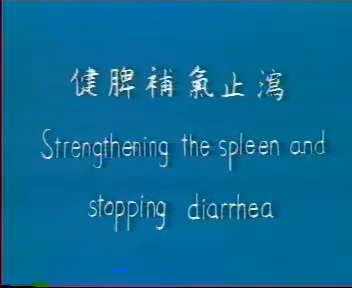 健脾補氣止瀉
Strengthening the spleen and
stopping diarrhea